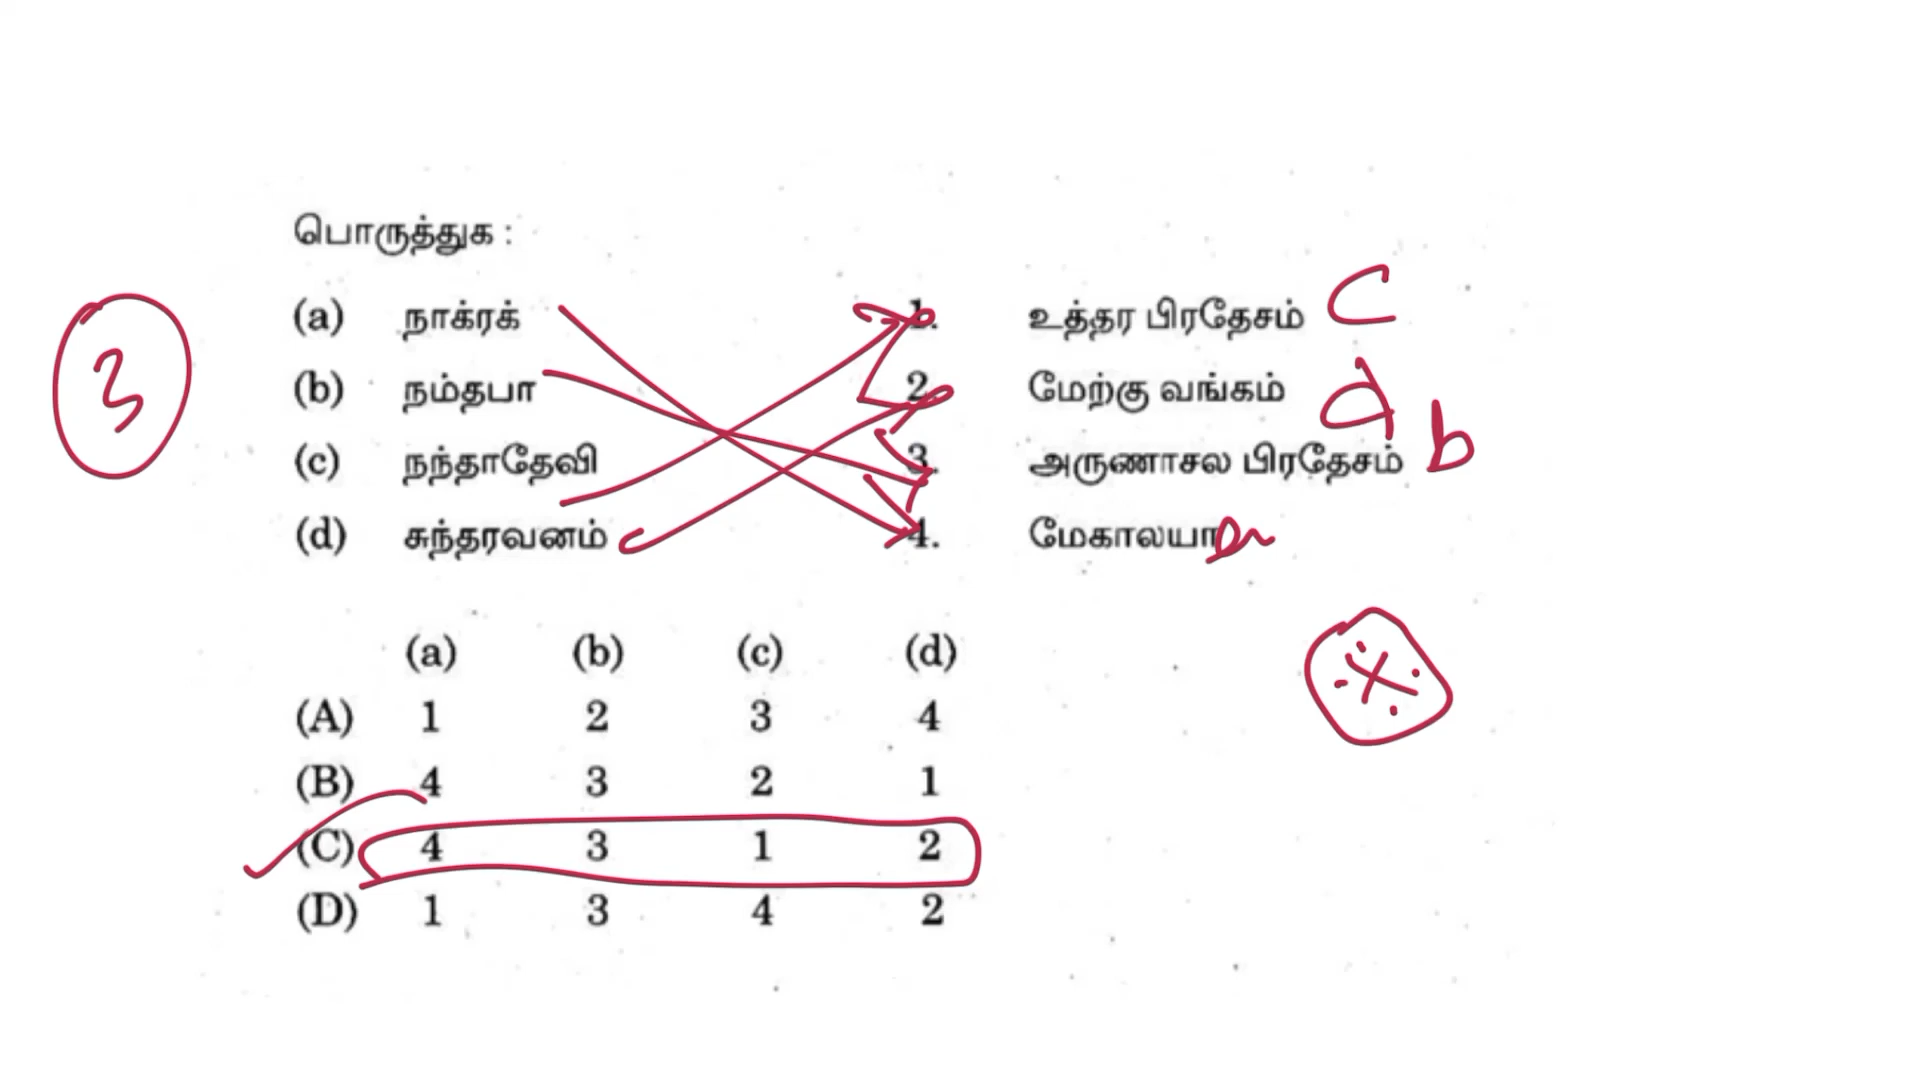 பொருத்துக :
3
(a) நாக்ரக் 1. உத்தர பிரதேசம் C
(b) நம்தபா 2. மேற்கு வங்கம் d
(c) நந்தாதேவி 3. அருணாசல பிரதேசம் b
(d) சுந்தரவனம் 4. மேகாலயா a
(a) (b) (c) (d)
(A) 1 2 3 4
(B) 4 3 2 1
(C) 4 3 1 2
(D) 1 3 4 2